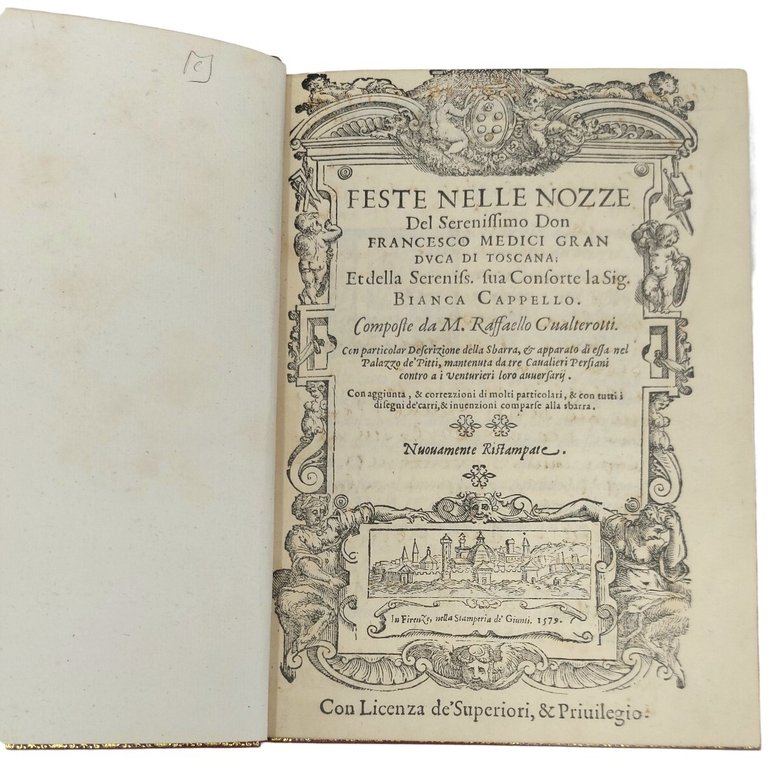 c
FESTE NELLE NOZZE
Del Sereniſſimo Don
FRANCESCO MEDICI GRAN
DVCA DI TOSCANA;
Et della Sereniſs. ſua Conſorte la Sig.
BIANCA CAPPELLO.
Compoſte da M. Raffaello Gualterotti.
Con particolar Deſcrizione della Sbarra, & apparato di eſſa nel
Palazzo de' Pitti, mantenuta da tre Caualieri Perſiani
contro a i Venturieri loro auuerſarij.
Con aggiunta, & correzzioni di molti particolari, & con tutti i
diſegni de' carri, & inuenzioni comparſe alla sbarra.
Nuouamente Riſtampate.
In Firenze, nella Stamperia de' Giunti. 1579.
Con Licenza de' Superiori, & Priuilegio.